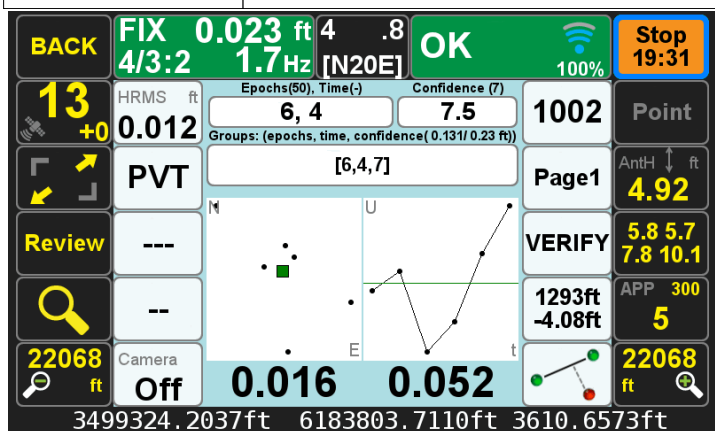 BACK
FIX 0.023 ft
4/3:2 1.7Hz
4 .8
[N20E]
OK
100%
Stop
19:31
13
+0
HRMS ft
0.012
Epochs(50), Time(-)
6, 4
Confidence (7)
7.5
Groups: (epochs, time, confidence( 0.131/ 0.23 ft))
[6,4,7]
1002
Point
PVT
Page1
AntH ft
4.92
Review
---
N
E
U
t
VERIFY
5.8 5.7
7.8 10.1
--
1293ft
-4.08ft
APP 300
5
22068
ft
Camera
Off
0.016
0.052
22068
ft
3499324.2037ft 6183803.7110ft 3610.6573ft